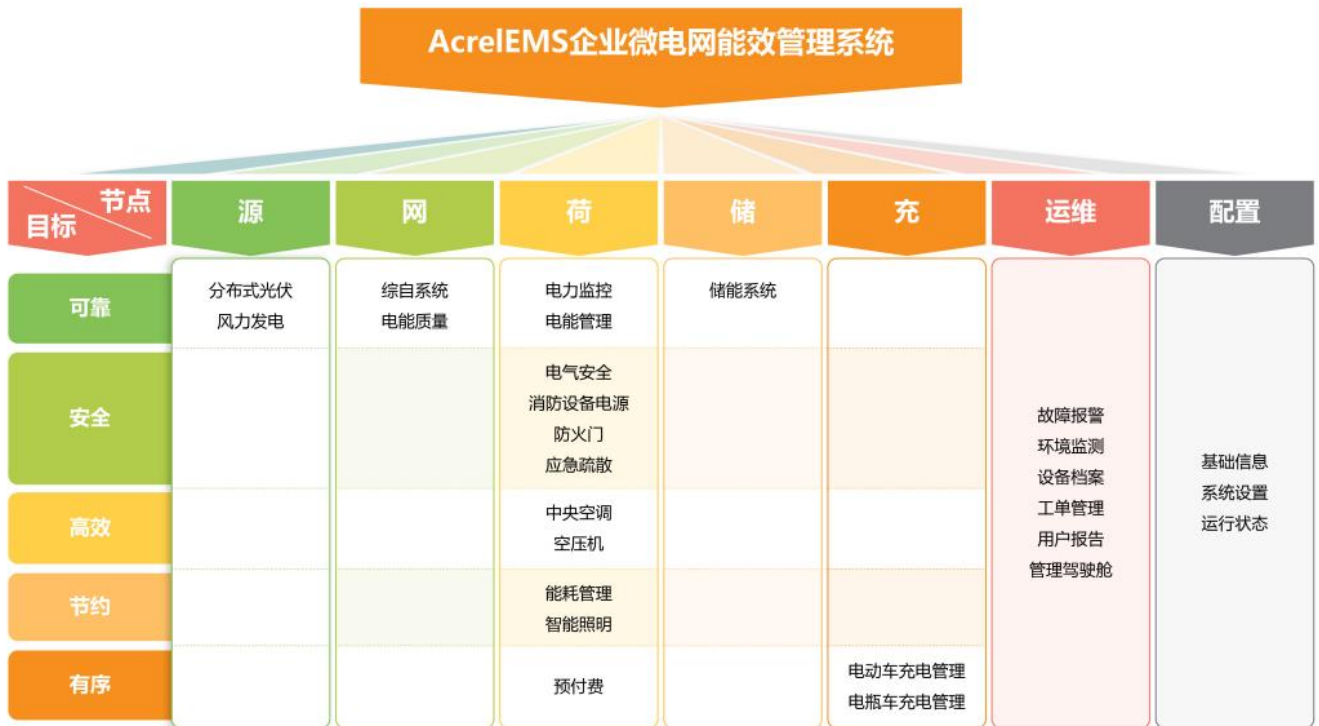 AcrelEMS企业微电网能效管理系统
节点
目标
源
网
荷
储
充
运维
配置
可靠
分布式光伏
风力发电
综自系统
电能质量
电力监控
电能管理
储能系统
安全
电气安全
消防设备电源
防火门
应急疏散
高效
中央空调
空压机
节约
能耗管理
智能照明
有序
预付费
电动车充电管理
电瓶车充电管理
故障报警
环境监测
设备档案
工单管理
用户报告
管理驾驶舱
基础信息
系统设置
运行状态